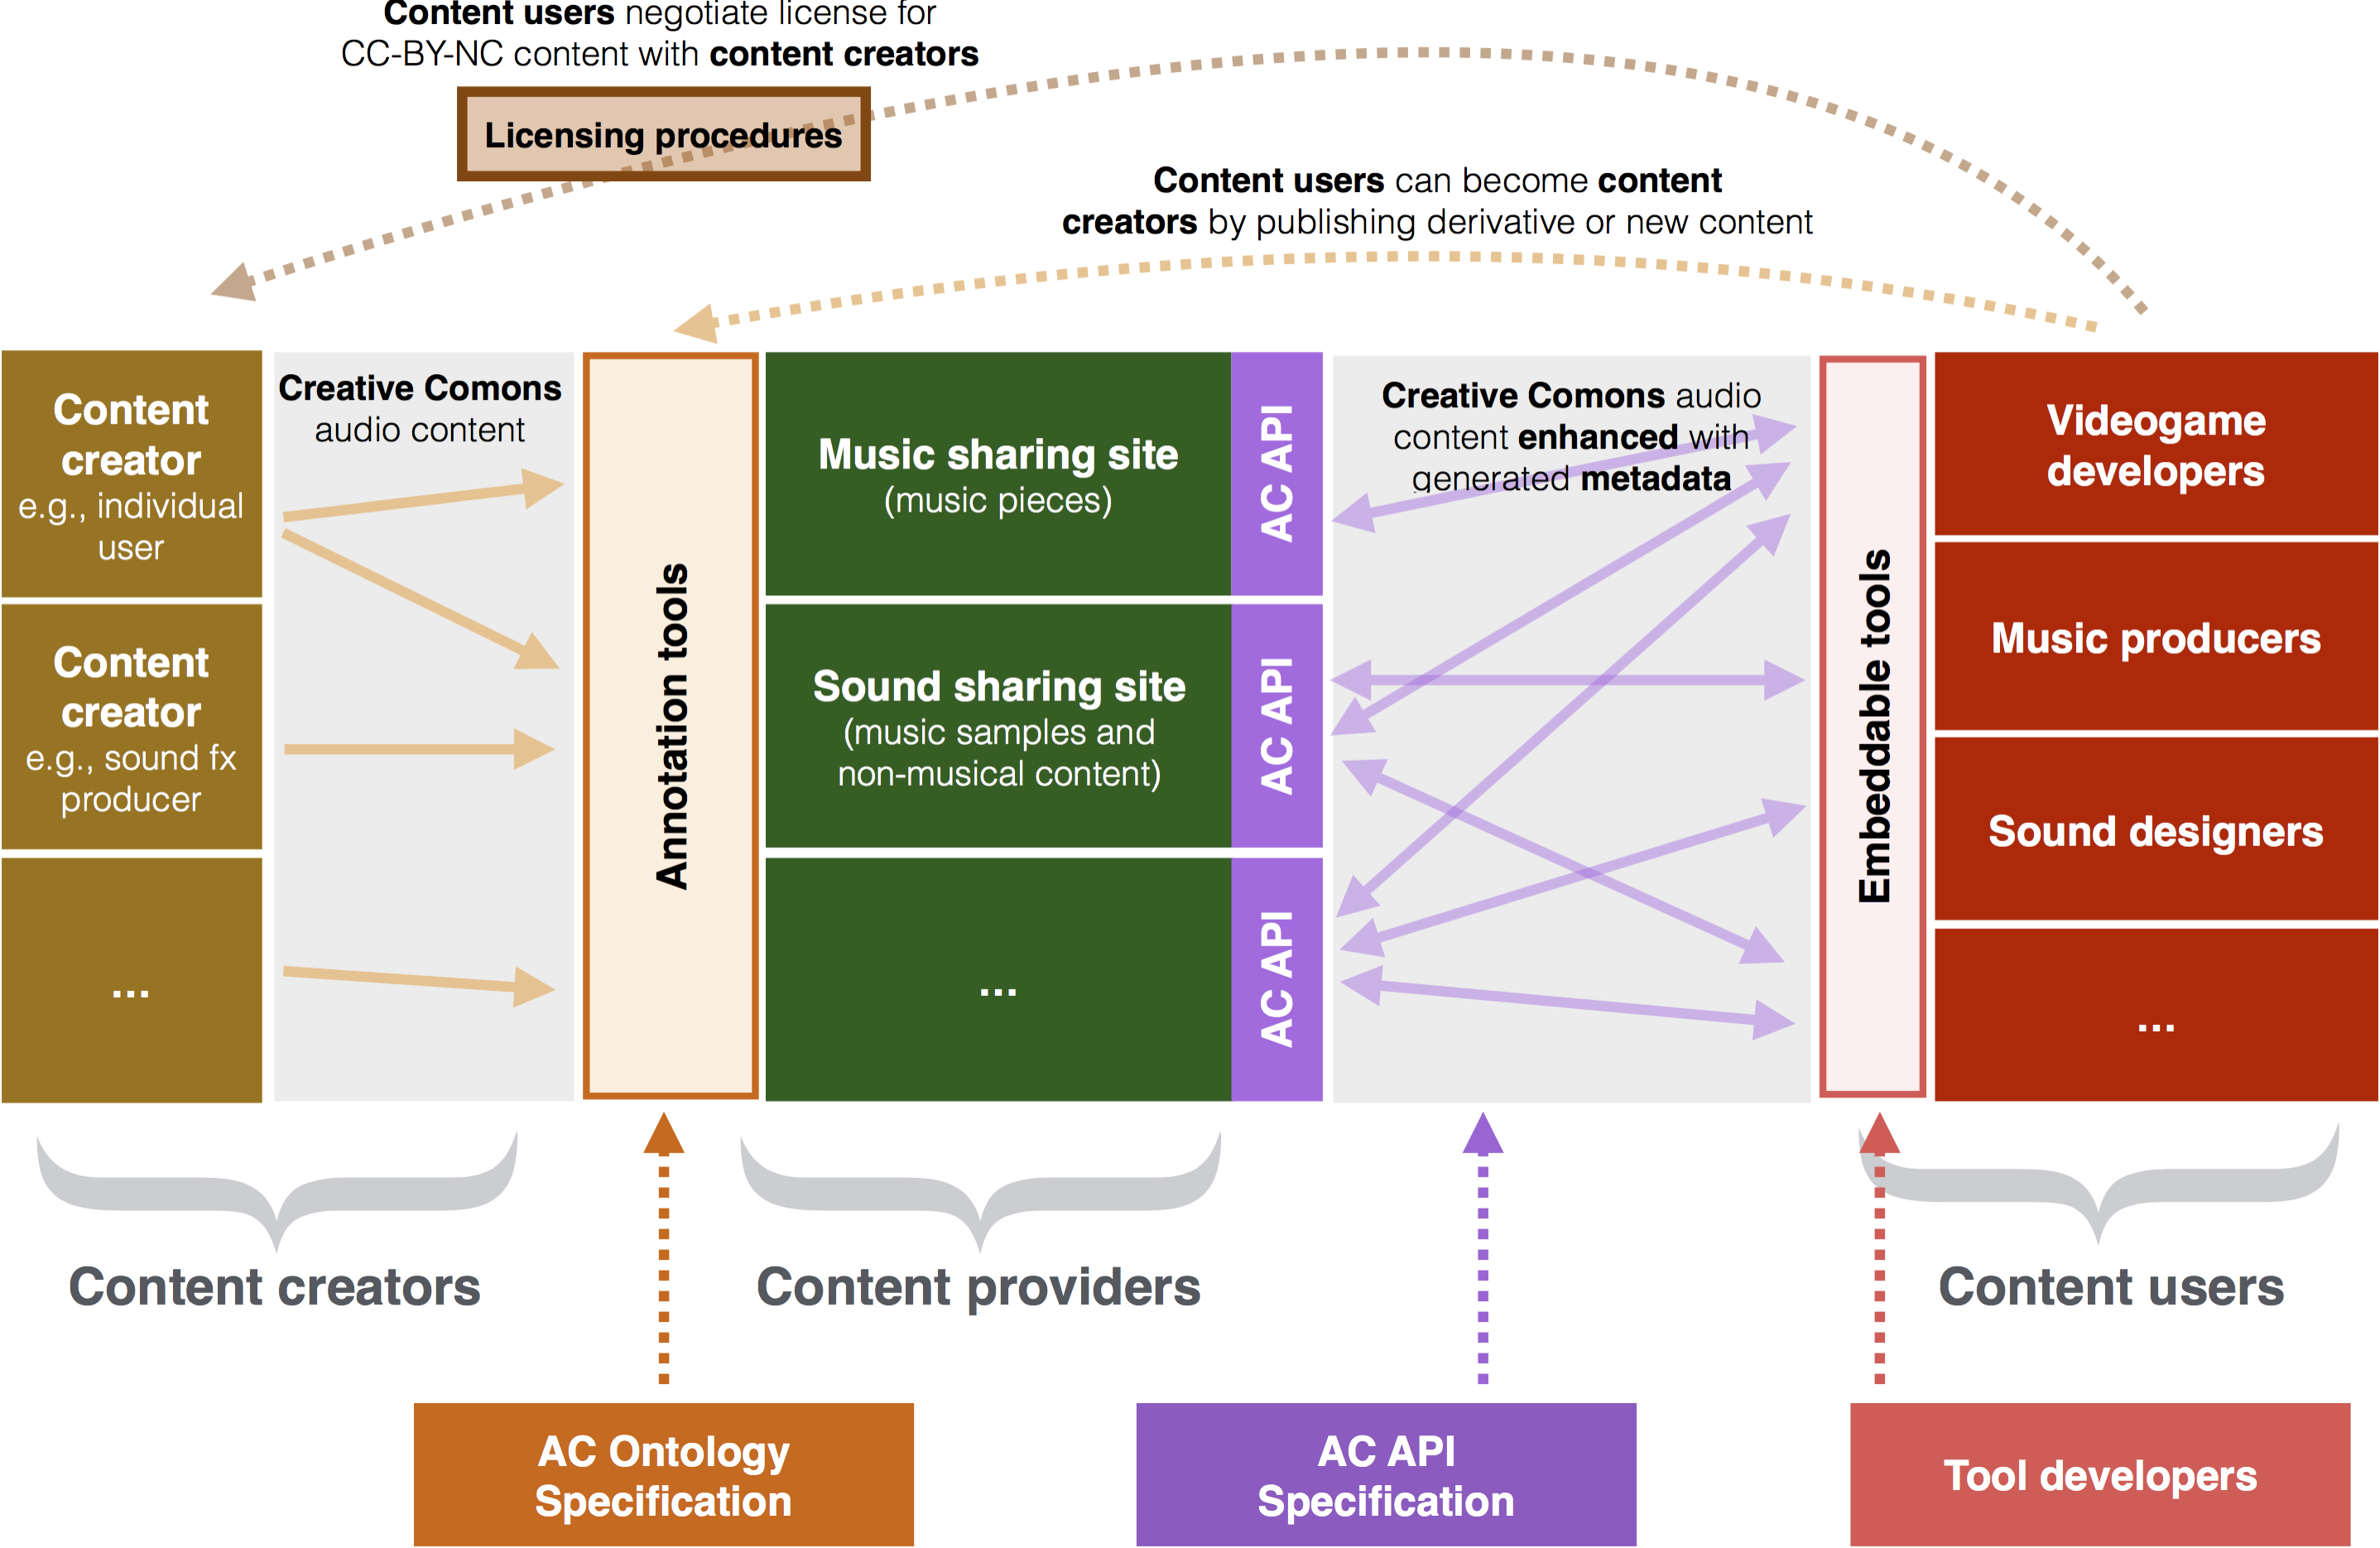 Content users negotiate license for
CC-BY-NC content with content creators
Licensing procedures
Content users can become content
creators by publishing derivative or new content
Content
creator
e.g., individual
user
Content
creator
e.g., sound fx
producer
...
Creative Comons
audio content
Annotation tools
Music sharing site
(music pieces)
AC API
Sound sharing site
(music samples and
non-musical content)
AC API
...
AC API
Creative Comons audio
content enhanced with
generated metadata
Embeddable tools
Videogame
developers
Music producers
Sound designers
...
Content creators
Content providers
Content users
AC Ontology
Specification
AC API
Specification
Tool developers